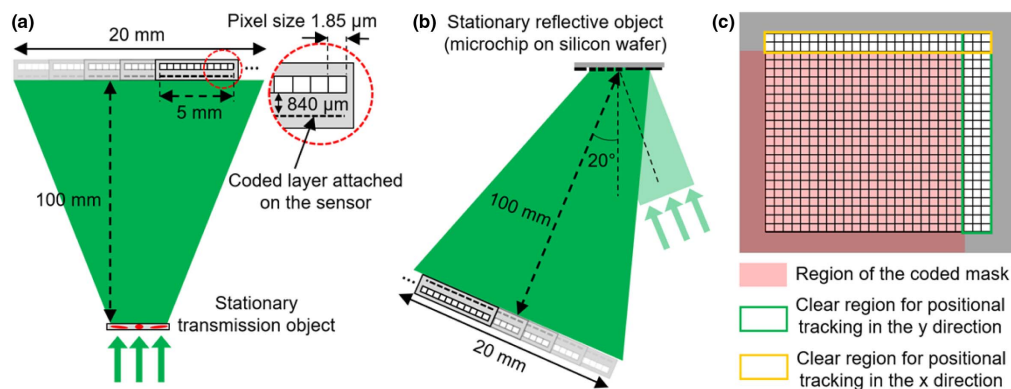 (a)
Pixel size 1.85 μm
20 mm
...
5 mm
840 μm
Coded layer attached
on the sensor
100 mm
Stationary
transmission object
(b)
Stationary reflective object
(microchip on silicon wafer)
20°
100 mm
...
20 mm
(c)
Region of the coded mask
Clear region for positional
tracking in the y direction
Clear region for positional
tracking in the x direction